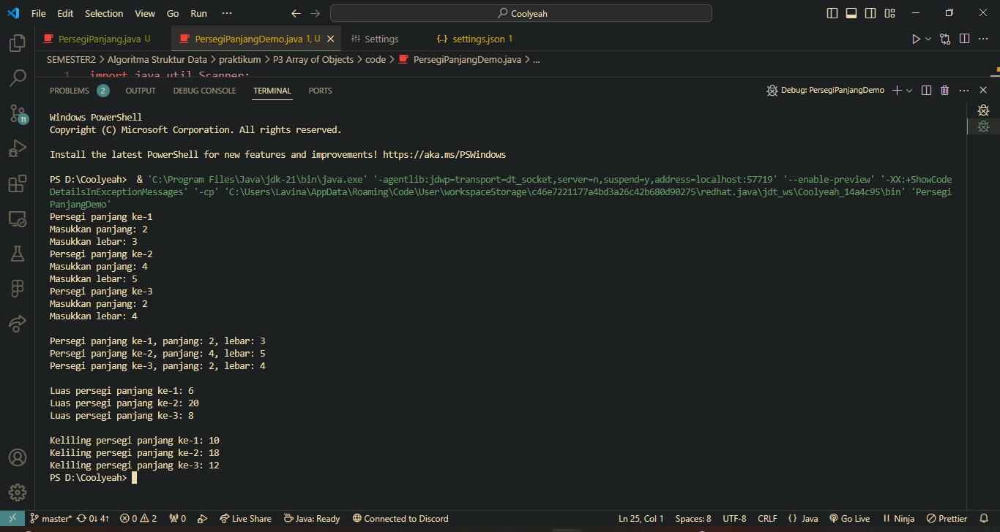 File Edit Selection View Go Run ··· Coolyeah
PersegiPanjang.java U PersegiPanjangDemo.java 1, U Settings {..} settings.json 1
SEMESTER2 > Algoritma Struktur Data > praktikum > P3 Array of Objects > code > PersegiPanjangDemo.java > ...
1 import java.util.Scanner;
PROBLEMS 2 OUTPUT DEBUG CONSOLE TERMINAL PORTS Debug: PersegiPanjangDemo
Windows PowerShell
Copyright (C) Microsoft Corporation. All rights reserved.
Install the latest PowerShell for new features and improvements! https://aka.ms/PSWindows
PS D:\Coolyeah>  & 'C:\Program Files\Java\jdk-21\bin\java.exe' '-agentlib:jdwp=transport=dt_socket,server=n,suspend=y,address=localhost:57719' '--enable-preview' '-XX:+ShowCode
DetailsInExceptionMessages' '-cp' 'C:\Users\Lavina\AppData\Roaming\Code\User\workspaceStorage\c46e7221177a4bd3a26c42b680d90275\redhat.java\jdt_ws\Coolyeah_14a4c95\bin' 'Persegi
PanjangDemo'
Persegi panjang ke-1
Masukkan panjang: 2
Masukkan lebar: 3
Persegi panjang ke-2
Masukkan panjang: 4
Masukkan lebar: 5
Persegi panjang ke-3
Masukkan panjang: 2
Masukkan lebar: 4
Persegi panjang ke-1, panjang: 2, lebar: 3
Persegi panjang ke-2, panjang: 4, lebar: 5
Persegi panjang ke-3, panjang: 2, lebar: 4
Luas persegi panjang ke-1: 6
Luas persegi panjang ke-2: 20
Luas persegi panjang ke-3: 8
Keliling persegi panjang ke-1: 10
Keliling persegi panjang ke-2: 18
Keliling persegi panjang ke-3: 12
PS D:\Coolyeah>
11
master* 0↓ 4↑ 0 2 0 Live Share Java: Ready Connected to Discord Ln 25, Col 1 Spaces: 8 UTF-8 CRLF {} Java Go Live Ninja Prettier